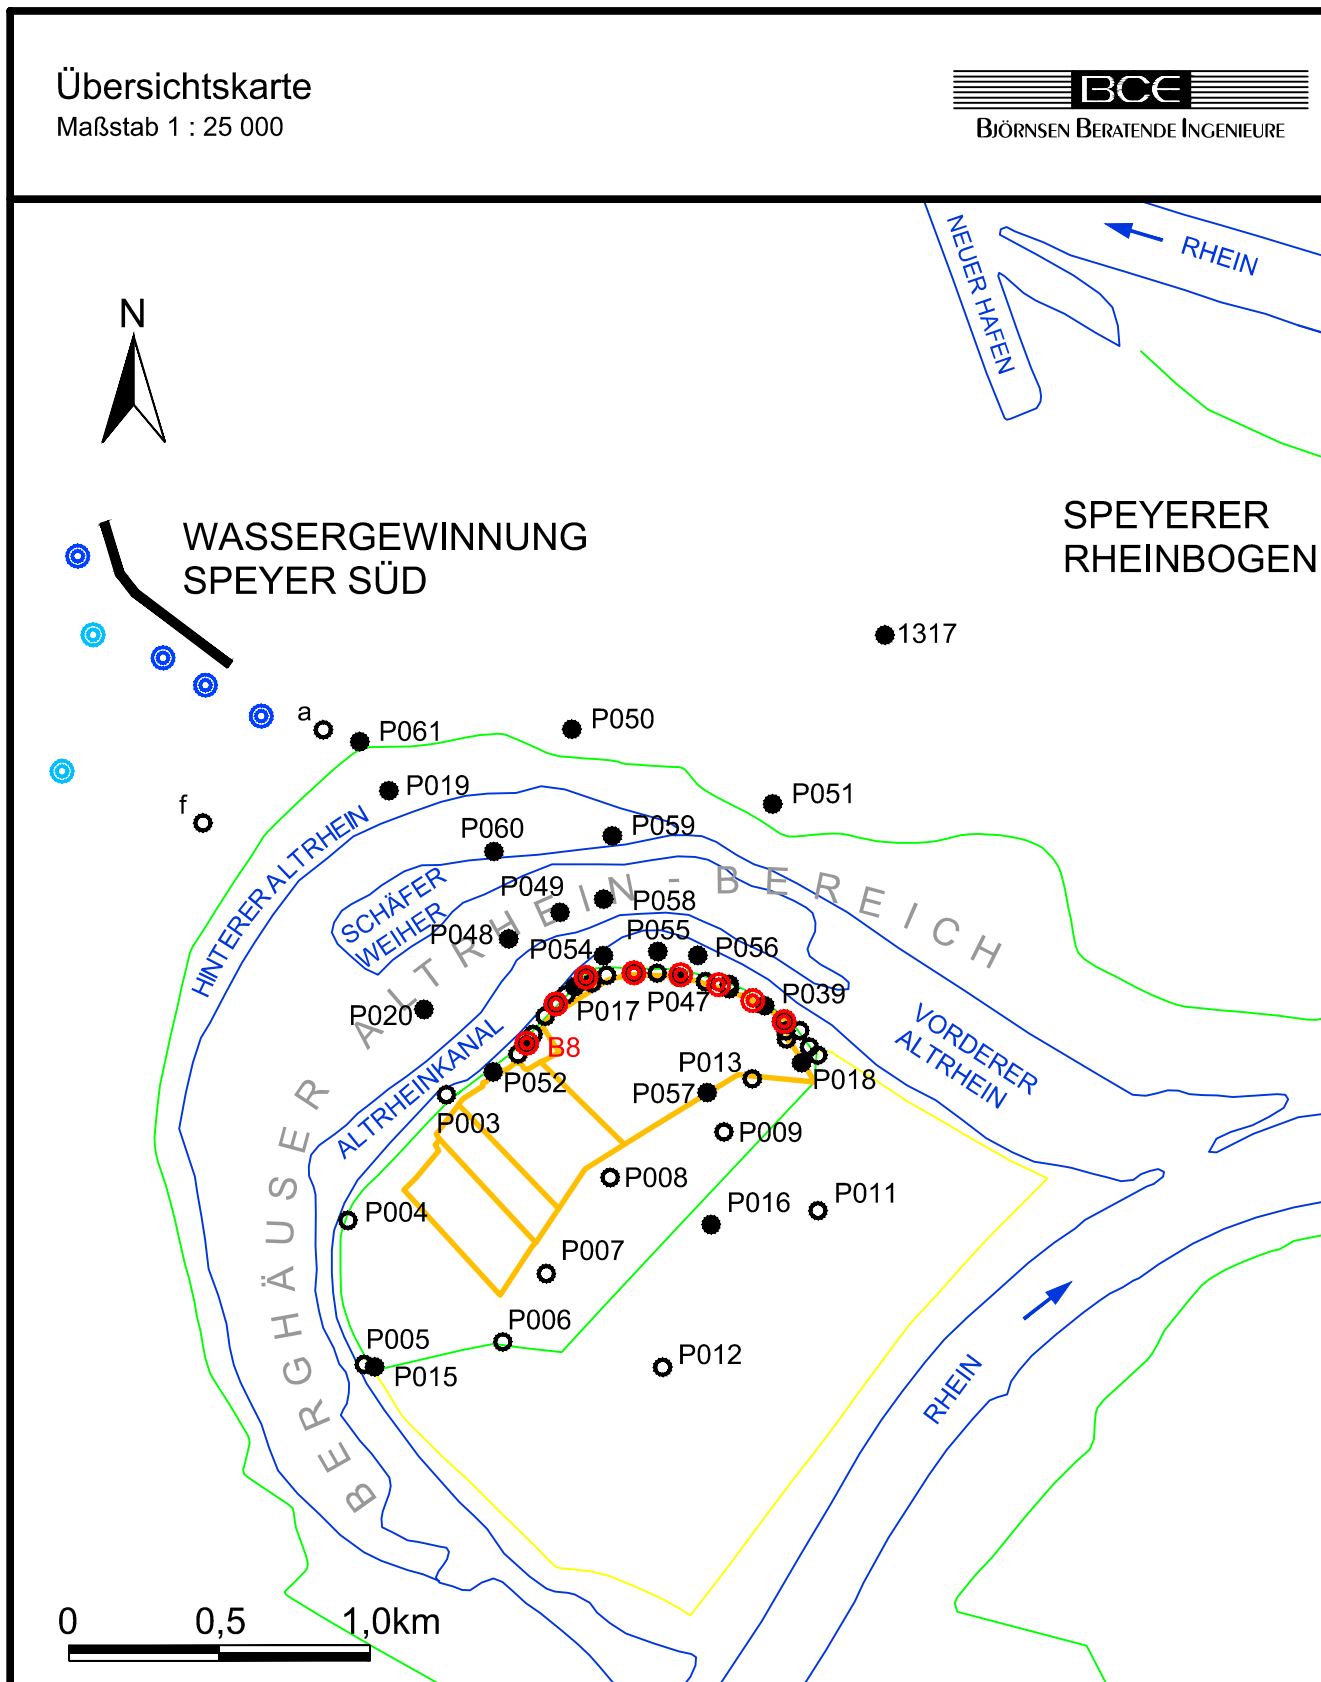 Übersichtskarte
Maßstab 1 : 25 000
BCE
BJÖRNSEN BERATENDE INGENIEURE
NEUER HAFEN
RHEIN
N
WASSERGEWINNUNG
SPEYER SÜD
SPEYERER
RHEINBOGEN
1317
a
P061
P050
P019
P051
f
HINTERER ALTRHEIN
P060
P059
SCHÄFER
WEIHER
P049
P058
BERGHÄUSER ALTRHEIN - BEREICH
P048
P054
P055
P056
P020
P017
P047
P039
VORDERER
ALTRHEIN
B8
P013
P018
ALTRHEINKANAL
P052
P057
P003
P009
P008
P004
P016
P011
P007
P006
P005
P015
P012
RHEIN
0 0,5 1,0km